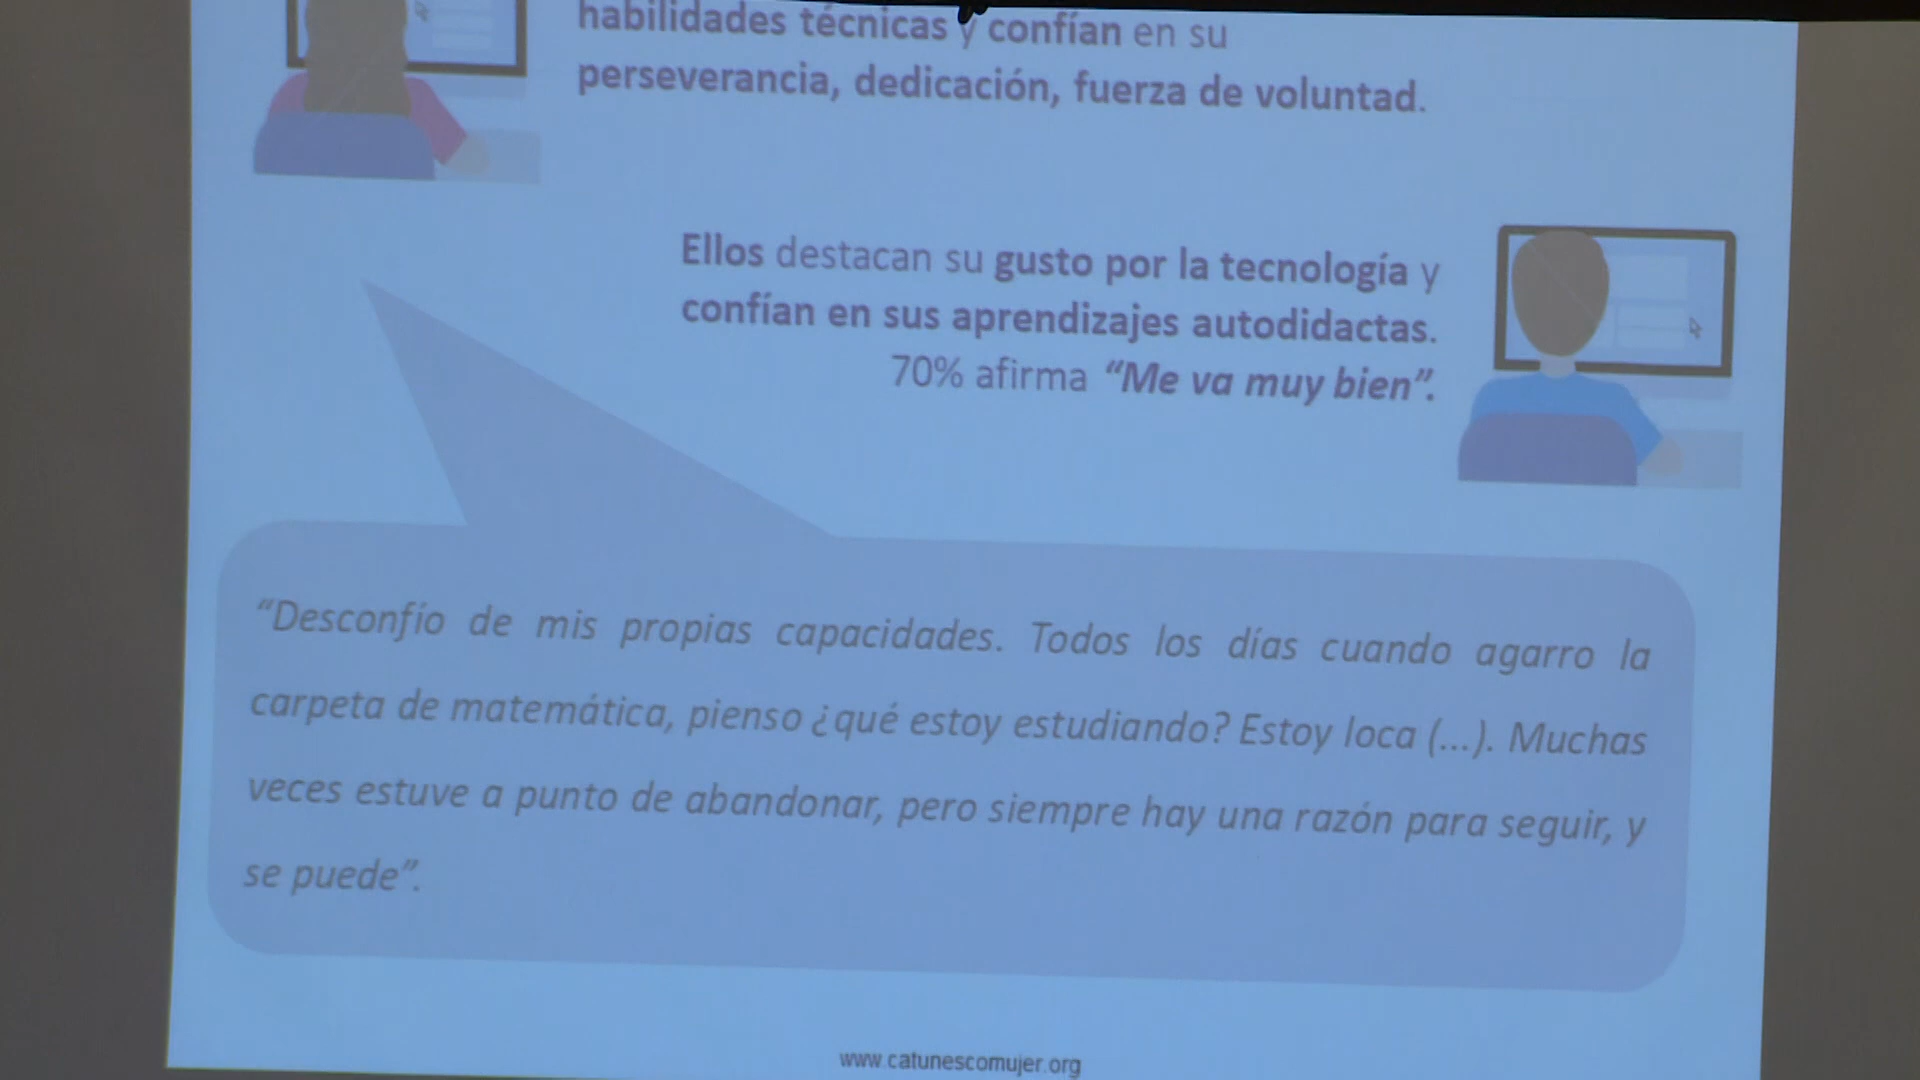 habilidades técnicas y confían en su
perseverancia, dedicación, fuerza de voluntad.
Ellos destacan su gusto por la tecnología y
confían en sus aprendizajes autodidactas.
70% afirma “Me va muy bien”.
“Desconfío de mis propias capacidades. Todos los días cuando agarro la
carpeta de matemática, pienso ¿qué estoy estudiando? Estoy loca (...). Muchas
veces estuve a punto de abandonar, pero siempre hay una razón para seguir, y
se puede”.
www.catunescomujer.org